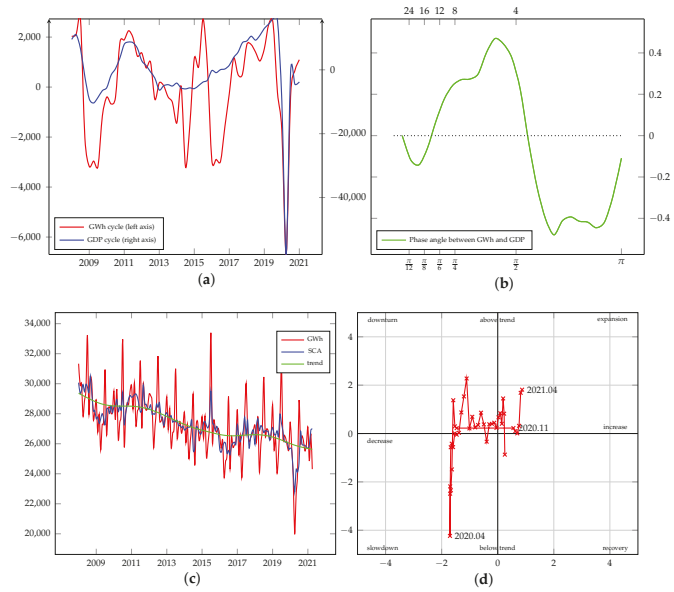 2,000
0
−2,000
−4,000
−6,000
0
−20,000
−40,000
GWh cycle (left axis)
GDP cycle (right axis)
2009 2011 2013 2015 2017 2019 2021
(a)
24 16 12 8 4
0.4
0.2
0
−0.2
−0.4
Phase angle between GWh and GDP
π/12 π/8 π/6 π/4 π/2 π
(b)
34,000
32,000
30,000
28,000
26,000
24,000
22,000
20,000
GWh
SCA
trend
2009 2011 2013 2015 2017 2019 2021
(c)
downturn above trend expansion
4
2
0
−2
−4
2021.04
2020.11
increase
decrease
2020.04
slowdown below trend recovery
−4 −2 0 2 4
(d)